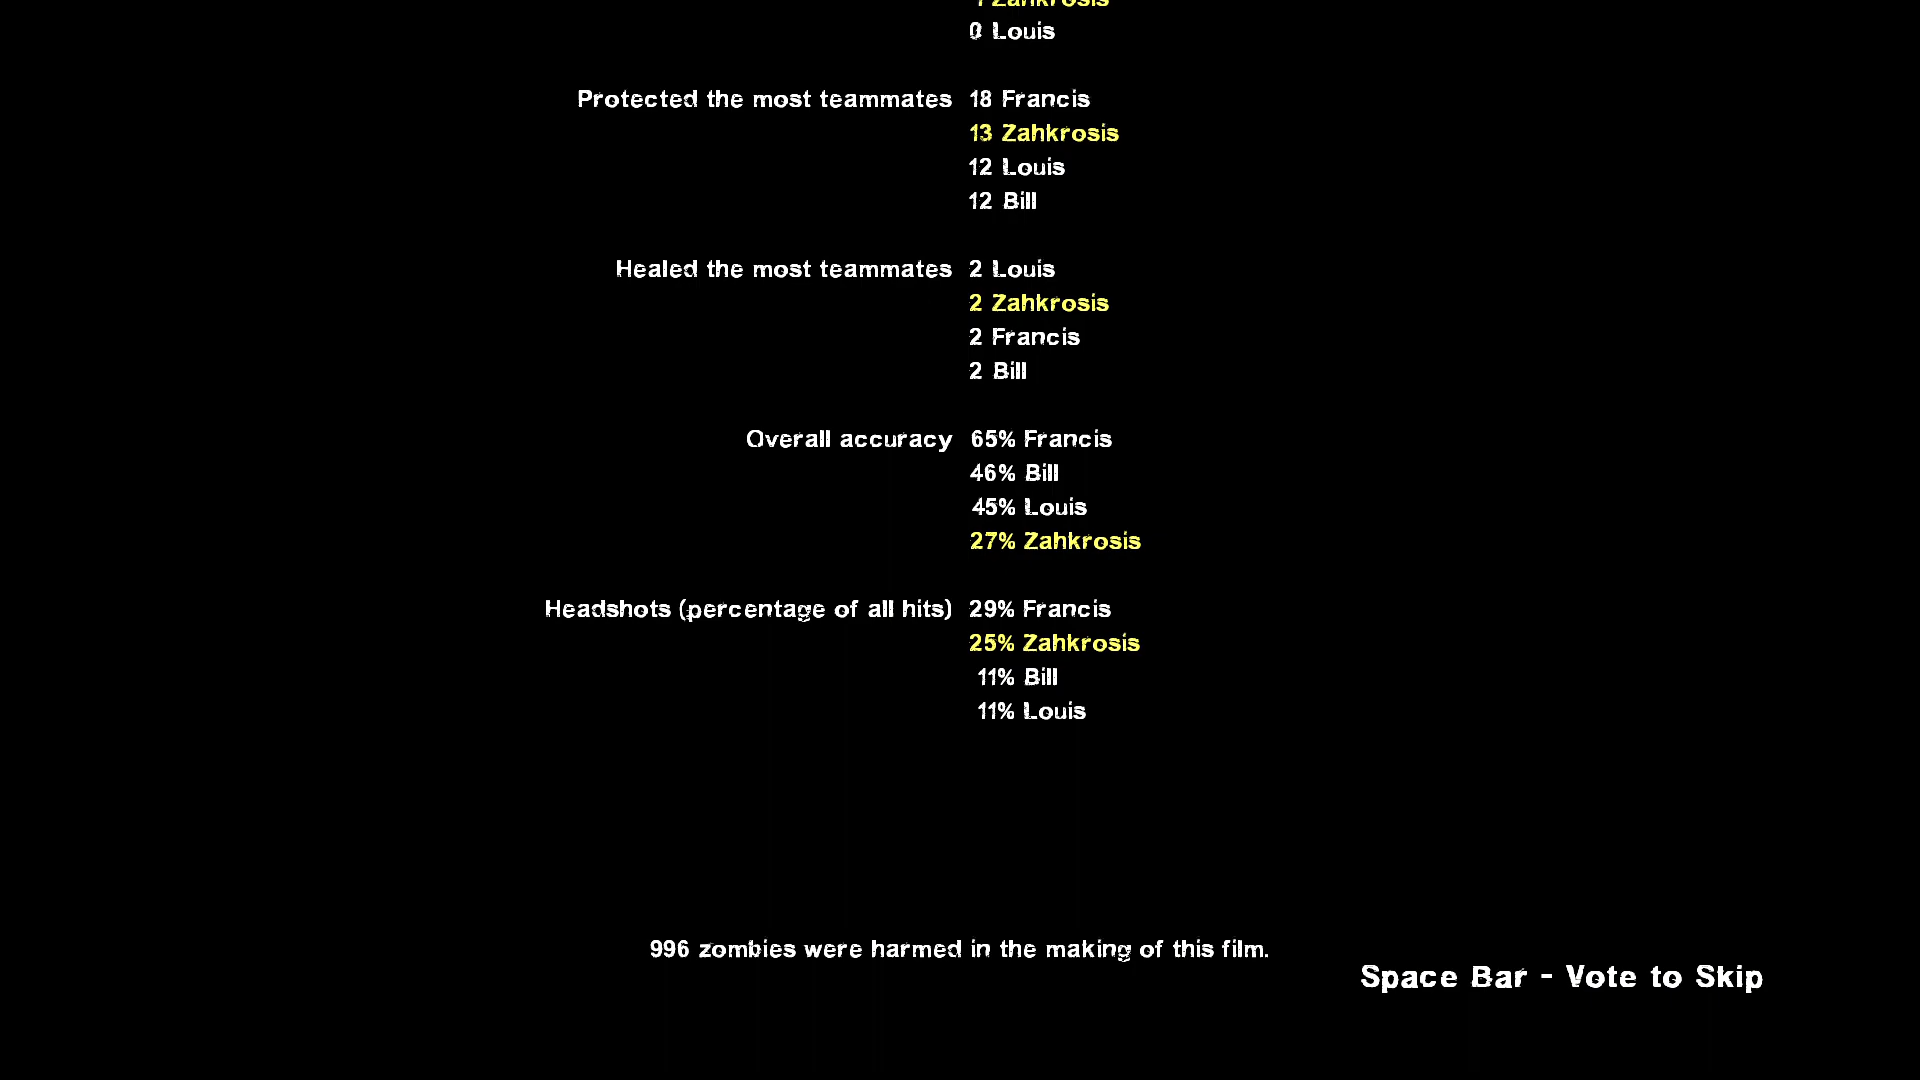 Zahkrosis
0 Louis
Protected the most teammates 18 Francis
13 Zahkrosis
12 Louis
12 Bill
Healed the most teammates 2 Louis
2 Zahkrosis
2 Francis
2 Bill
Overall accuracy 65% Francis
46% Bill
45% Louis
27% Zahkrosis
Headshots (percentage of all hits) 29% Francis
25% Zahkrosis
11% Bill
11% Louis
996 zombies were harmed in the making of this film.
Space Bar - Vote to Skip